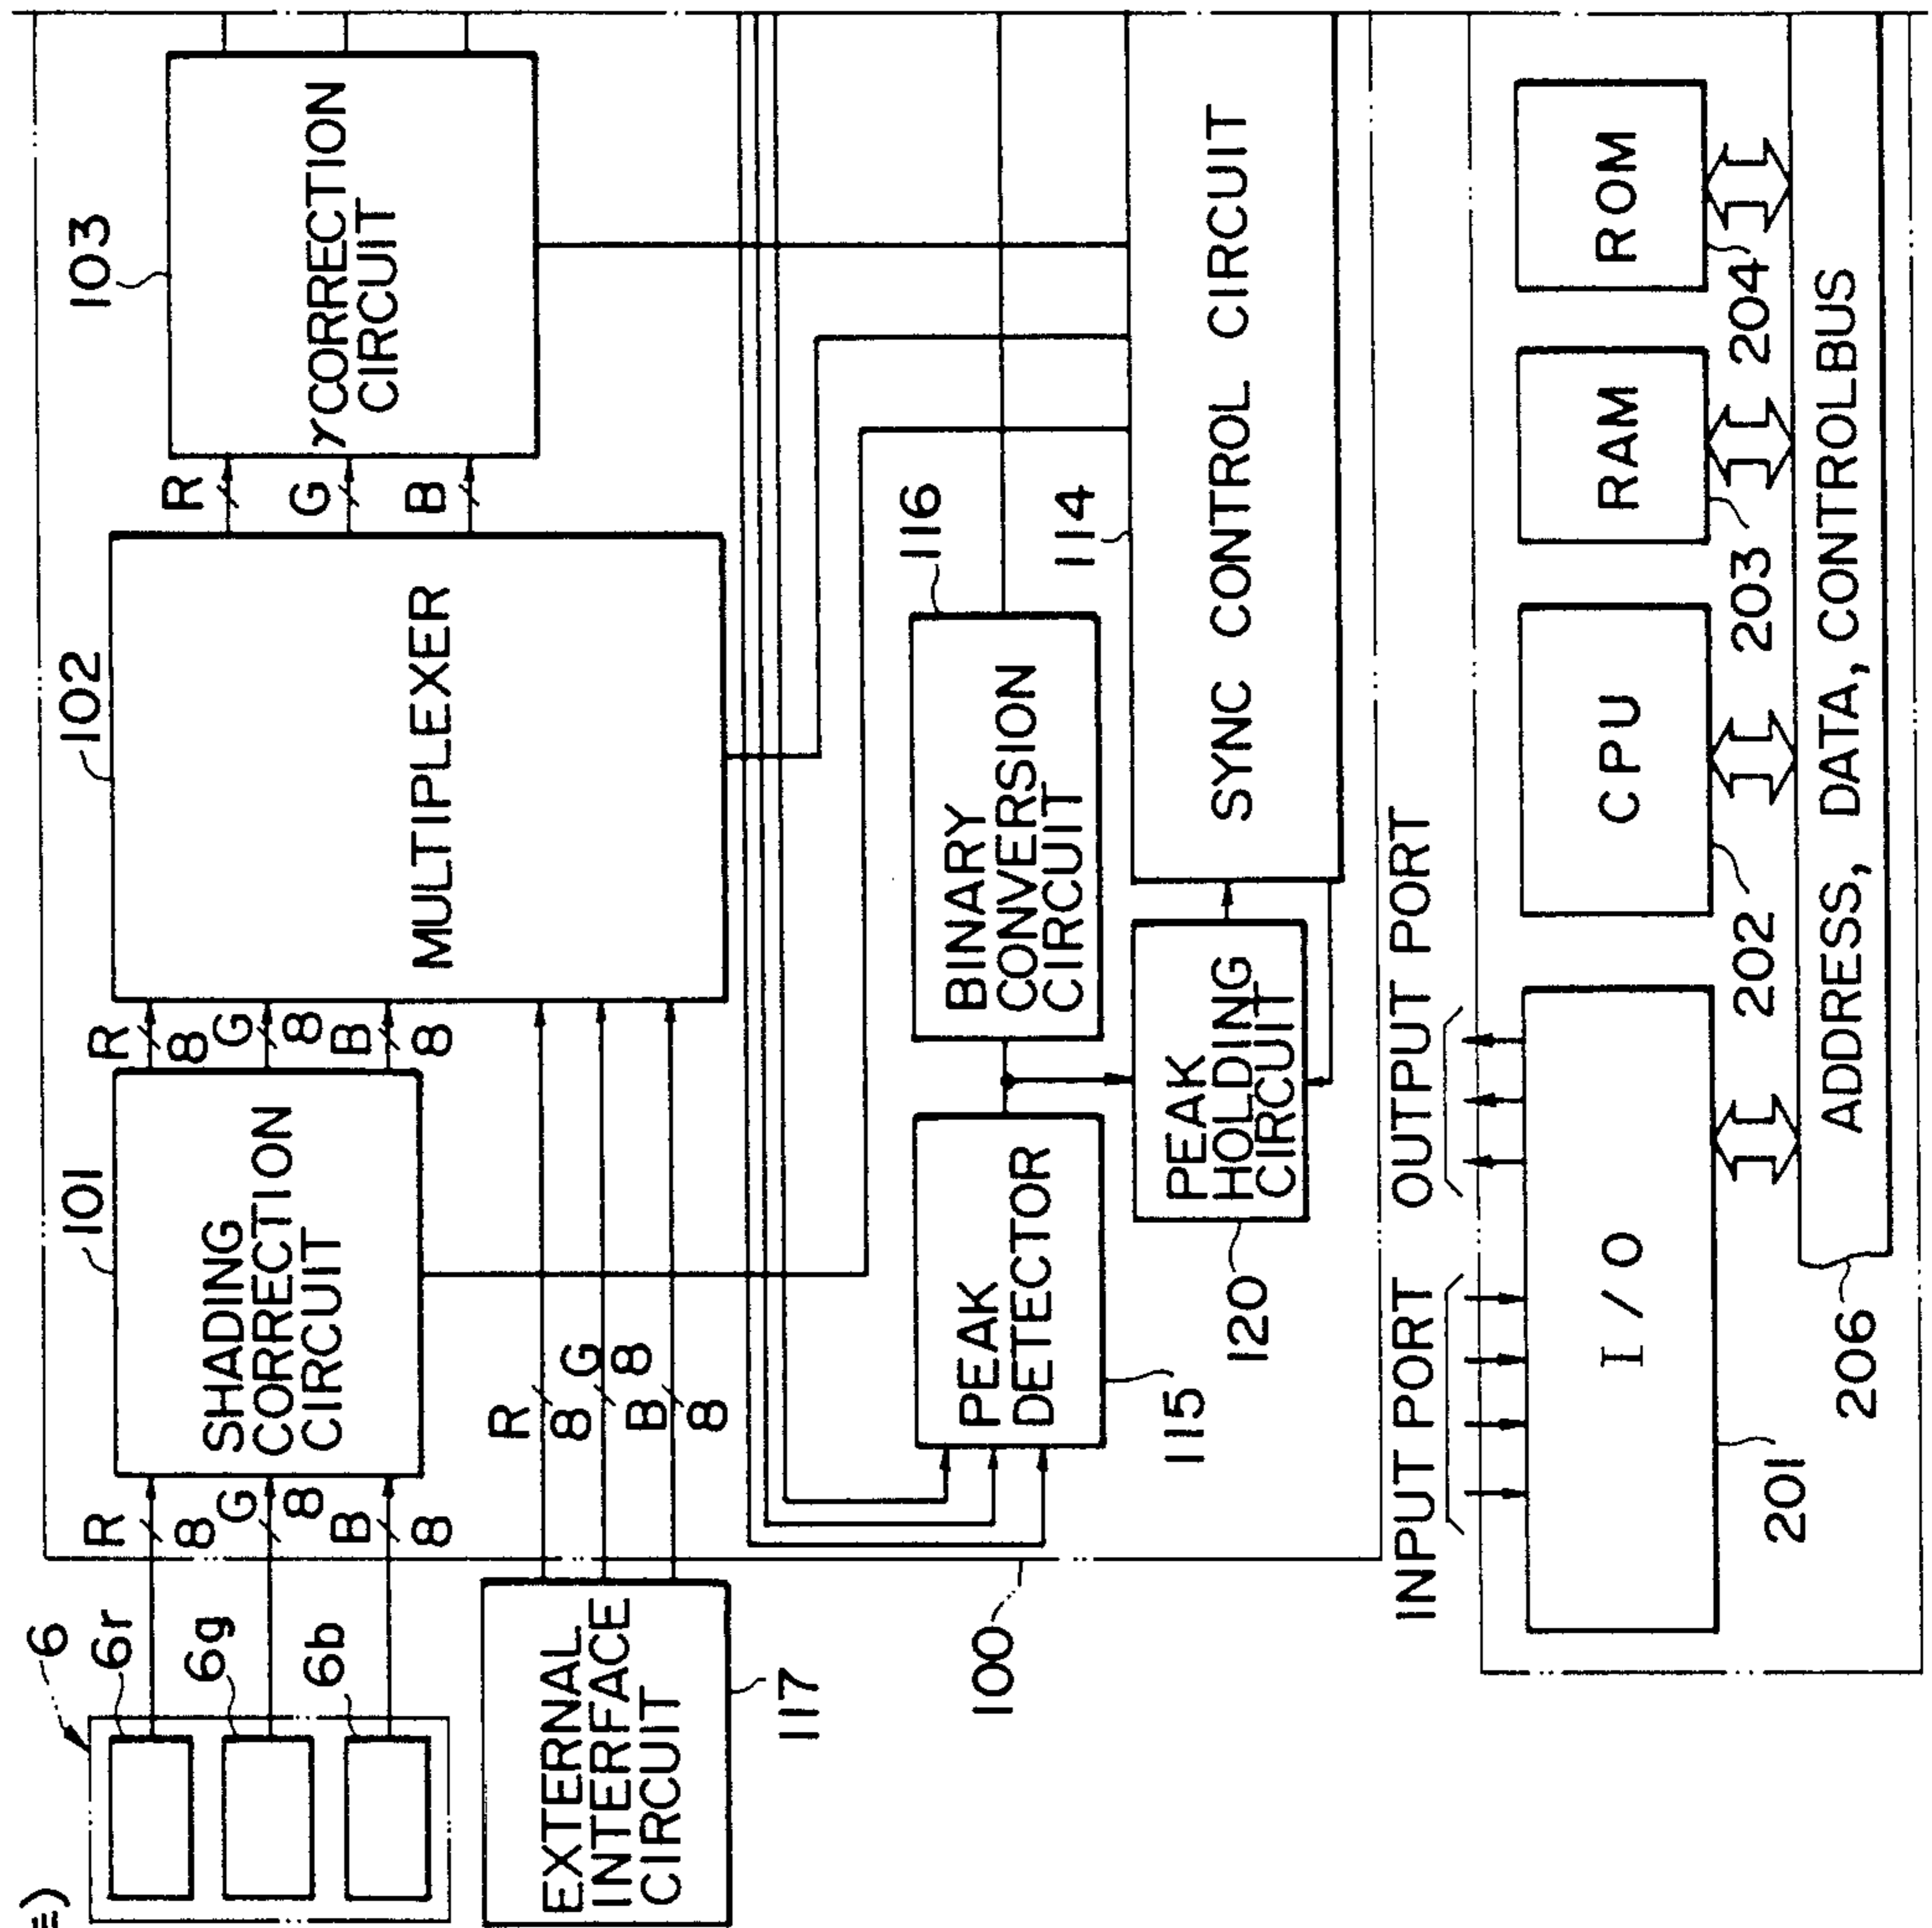 6
6r
6g
6b
R
8
G
8
B
8
101
SHADING
CORRECTION
CIRCUIT
R
8
G
8
B
8
102
MULTIPLEXER
R
G
B
103
γCORRECTION
CIRCUIT
EXTERNAL
INTERFACE
CIRCUIT
117
R
8
G
8
B
8
100
PEAK
DETECTOR
115
BINARY
CONVERSION
CIRCUIT
116
PEAK
HOLDING
CIRCUIT
120
114
SYNC CONTROL CIRCUIT
INPUT PORT
OUTPUT PORT
I/O
201
CPU
202
RAM
203
ROM
204
206
ADDRESS, DATA, CONTROLBUS